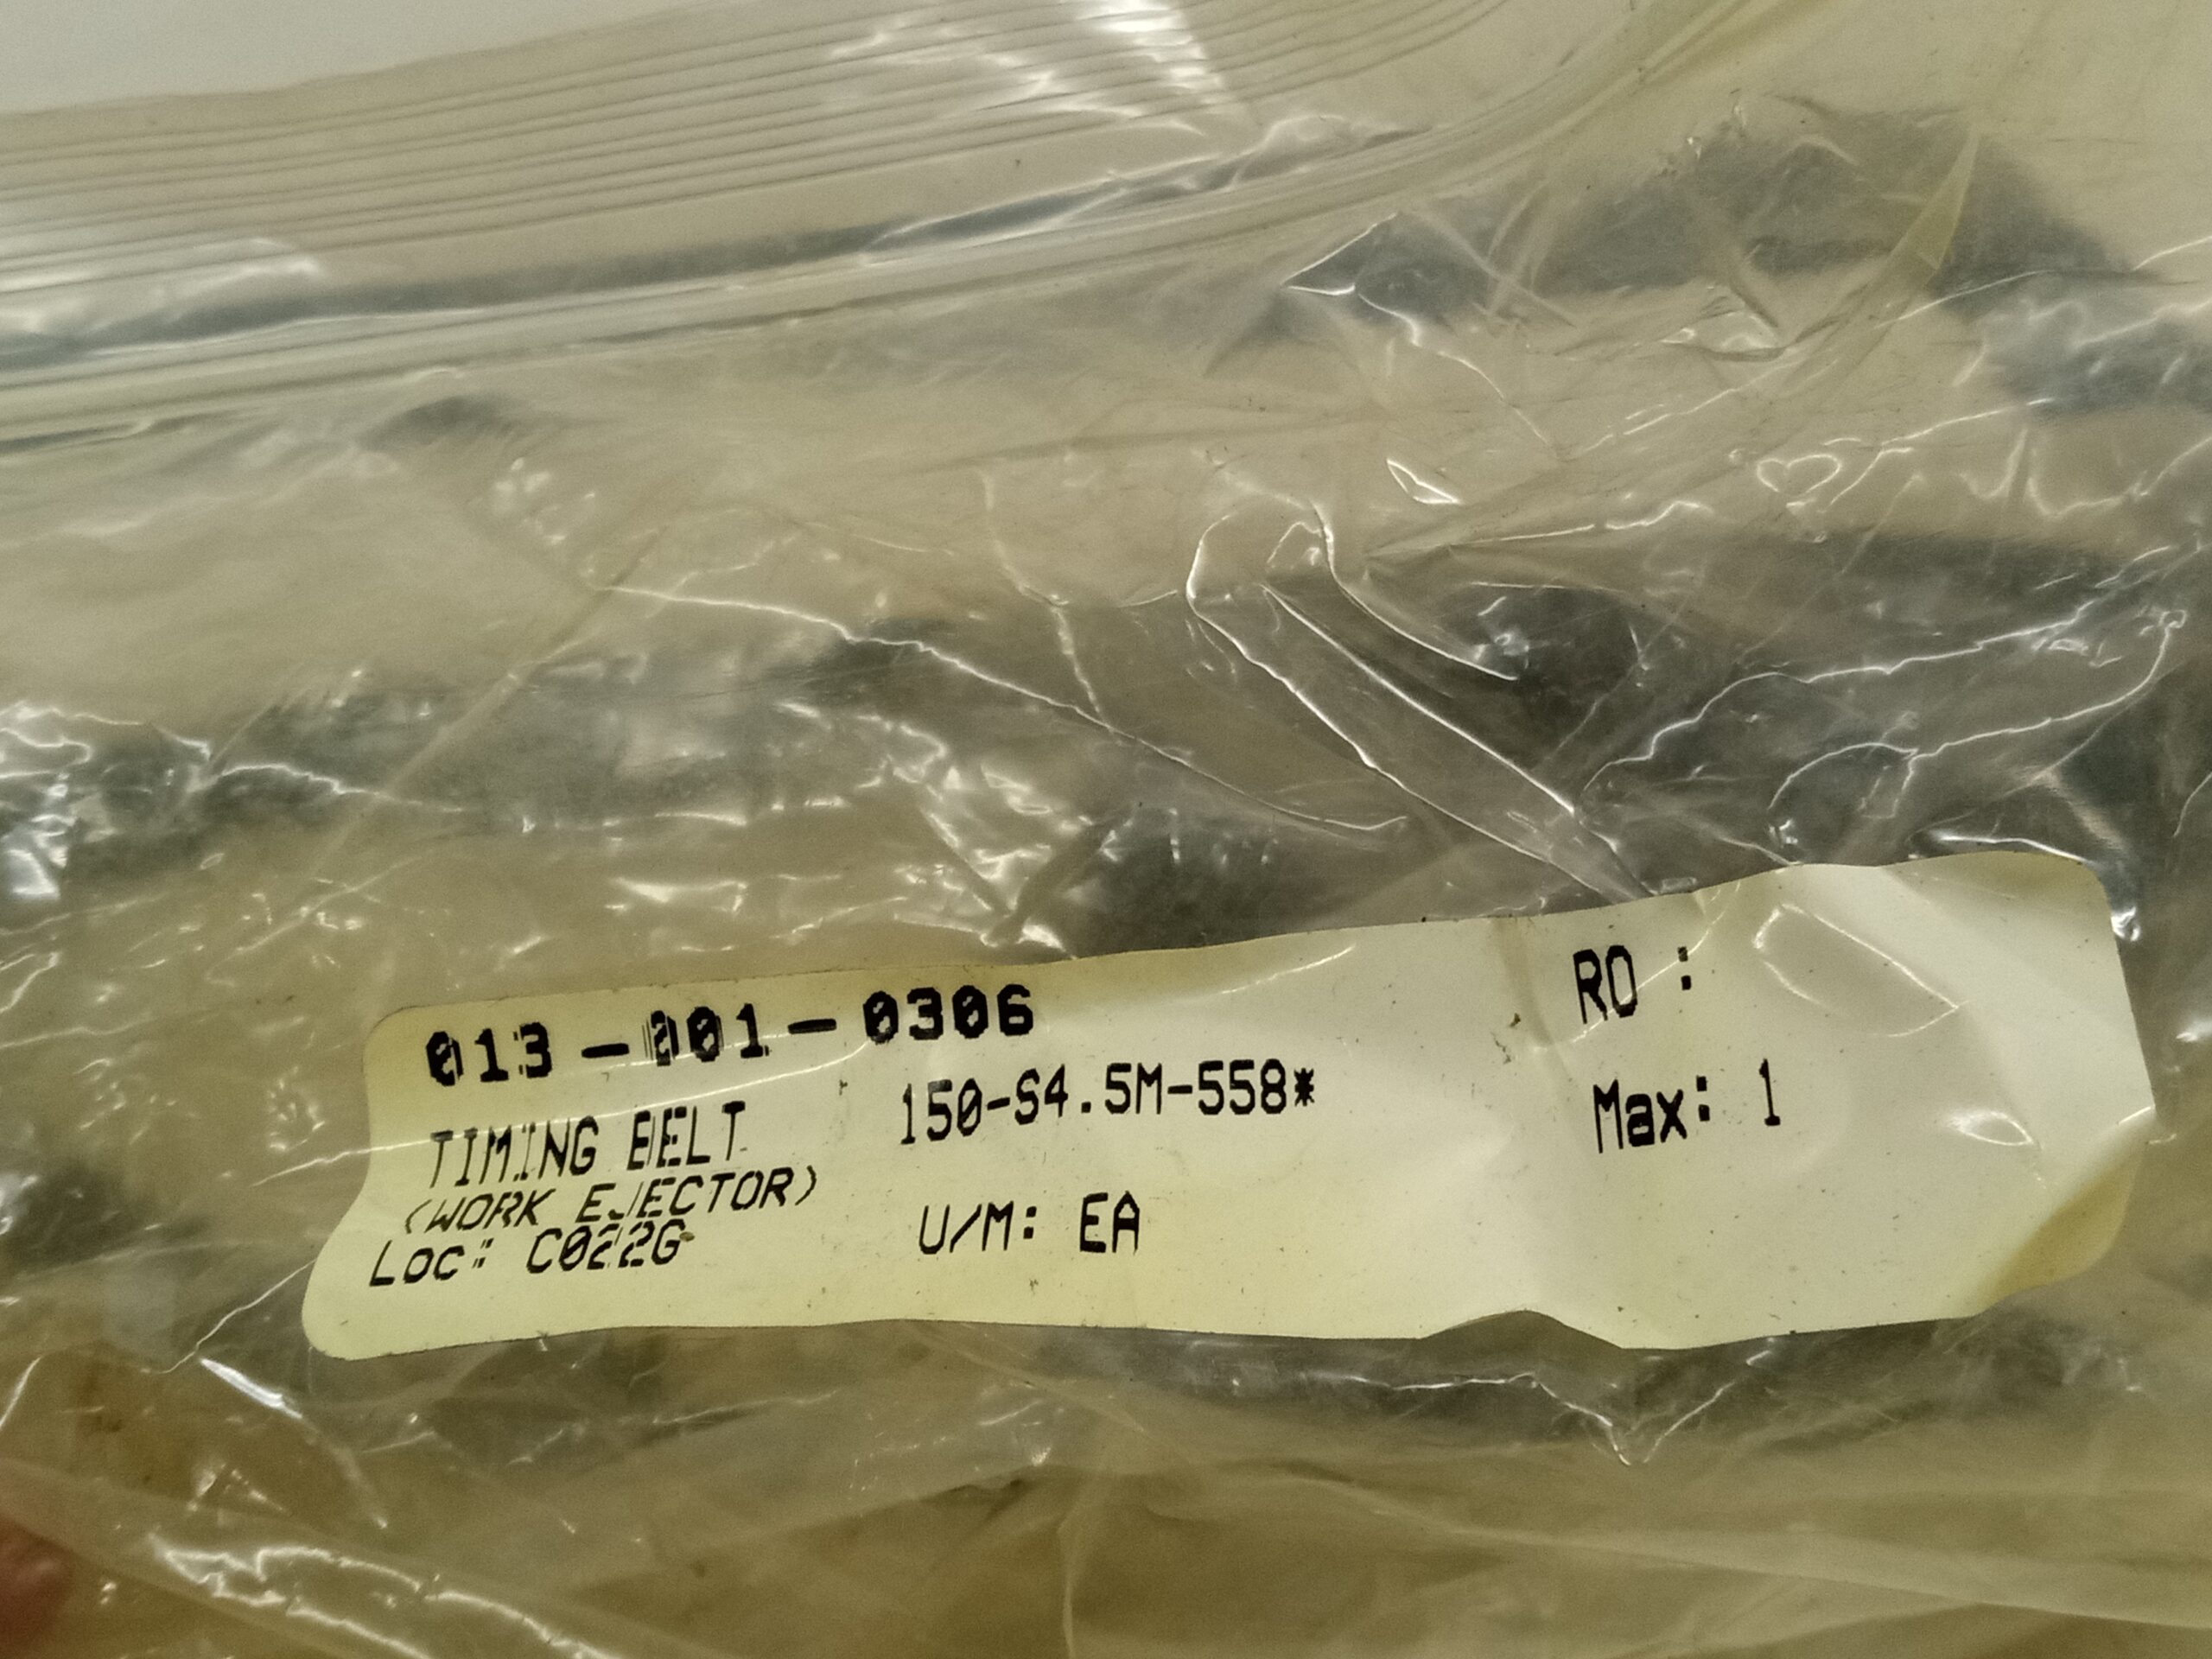 013-001-0306 RO :
TIMING BELT 150-S4.5M-558* Max: 1
(WORK EJECTOR)
Loc: C022G U/M: EA